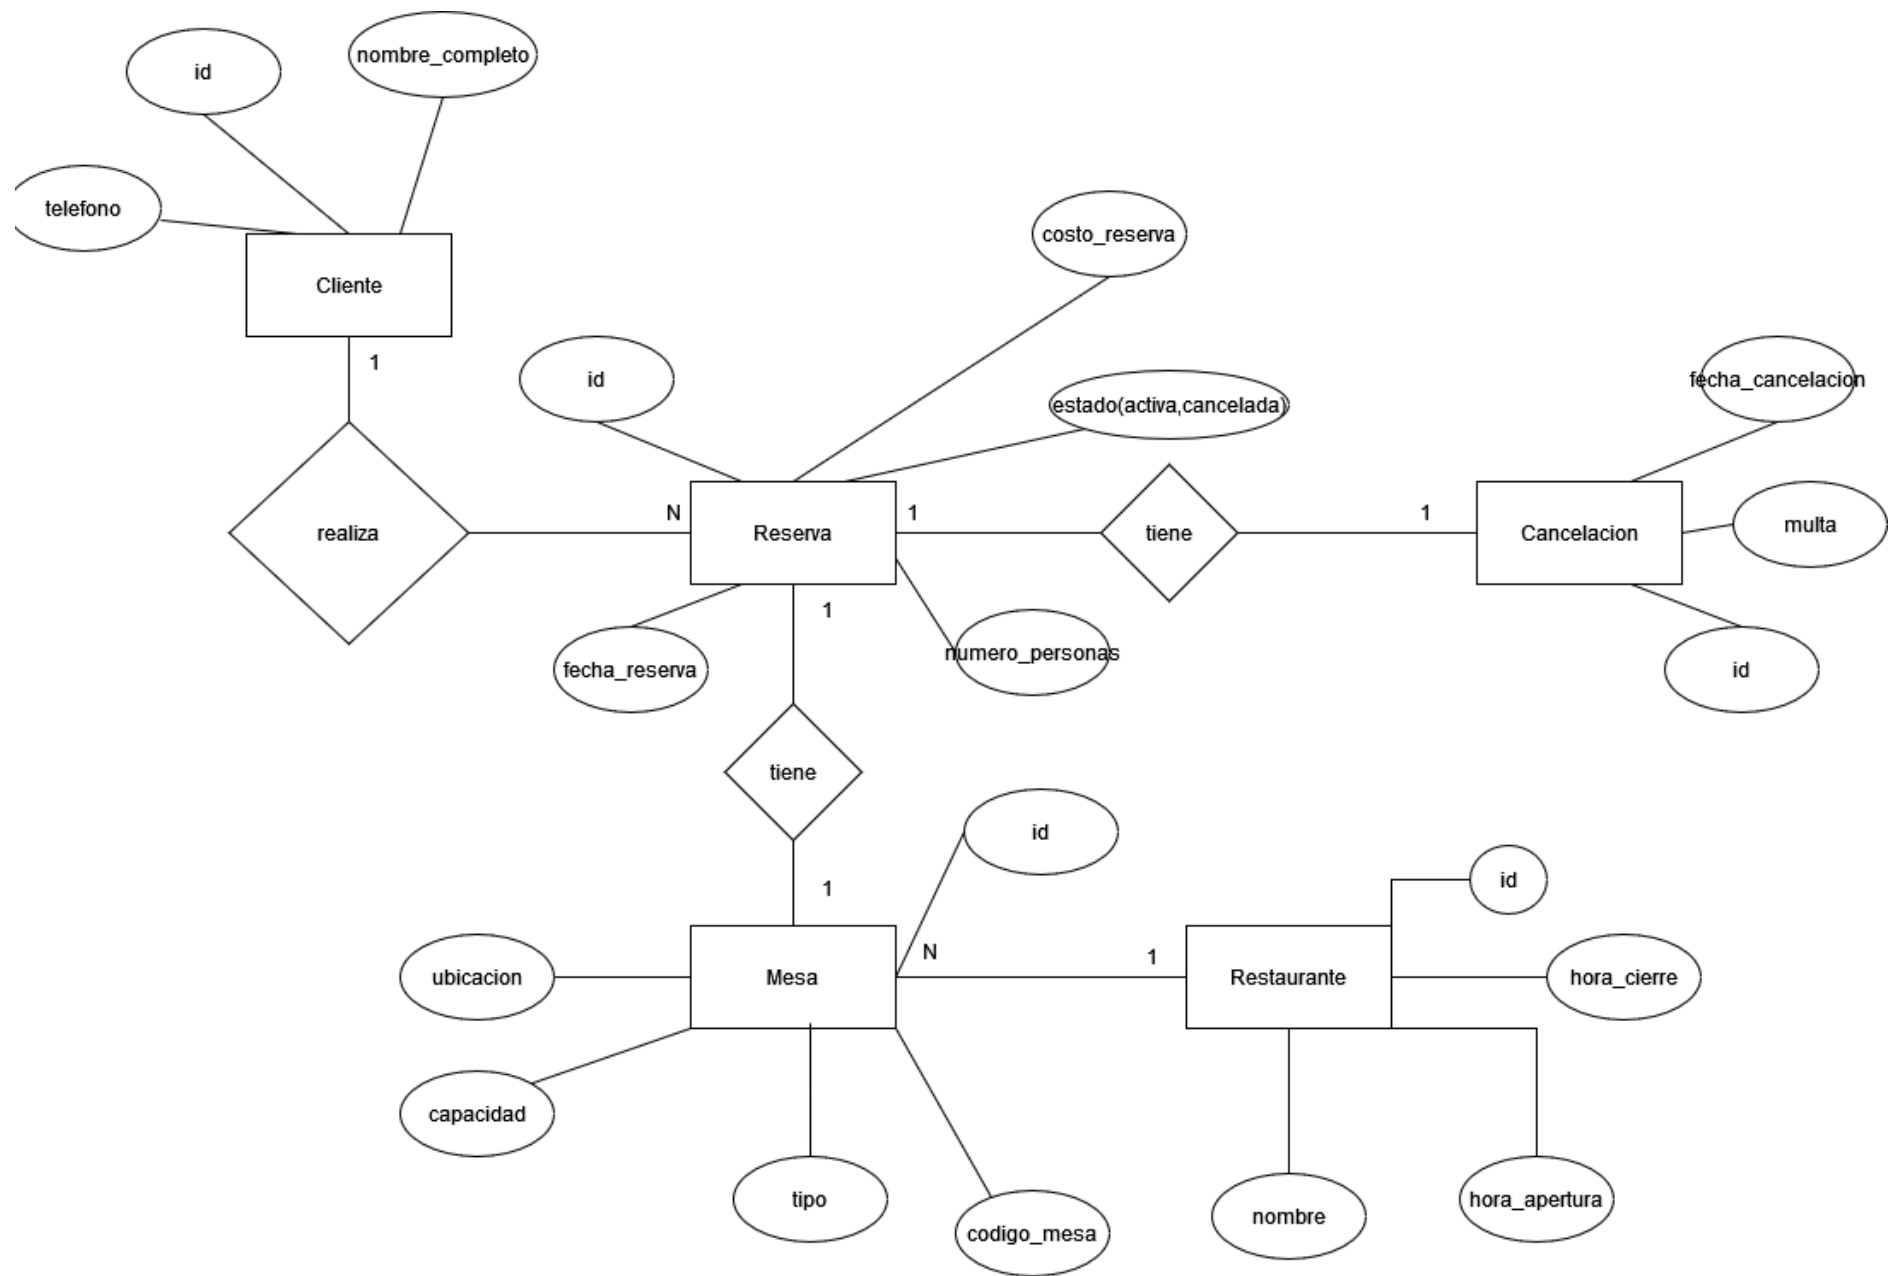 nombre_completo
id
telefono
Cliente
1
costo_reserva
id
estado(activa,cancelada)
fecha_cancelacion
realiza
N
Reserva
1
tiene
1
Cancelacion
multa
fecha_reserva
1
numero_personas
id
tiene
id
1
id
ubicacion
Mesa
N
1
Restaurante
hora_cierre
capacidad
tipo
codigo_mesa
nombre
hora_apertura